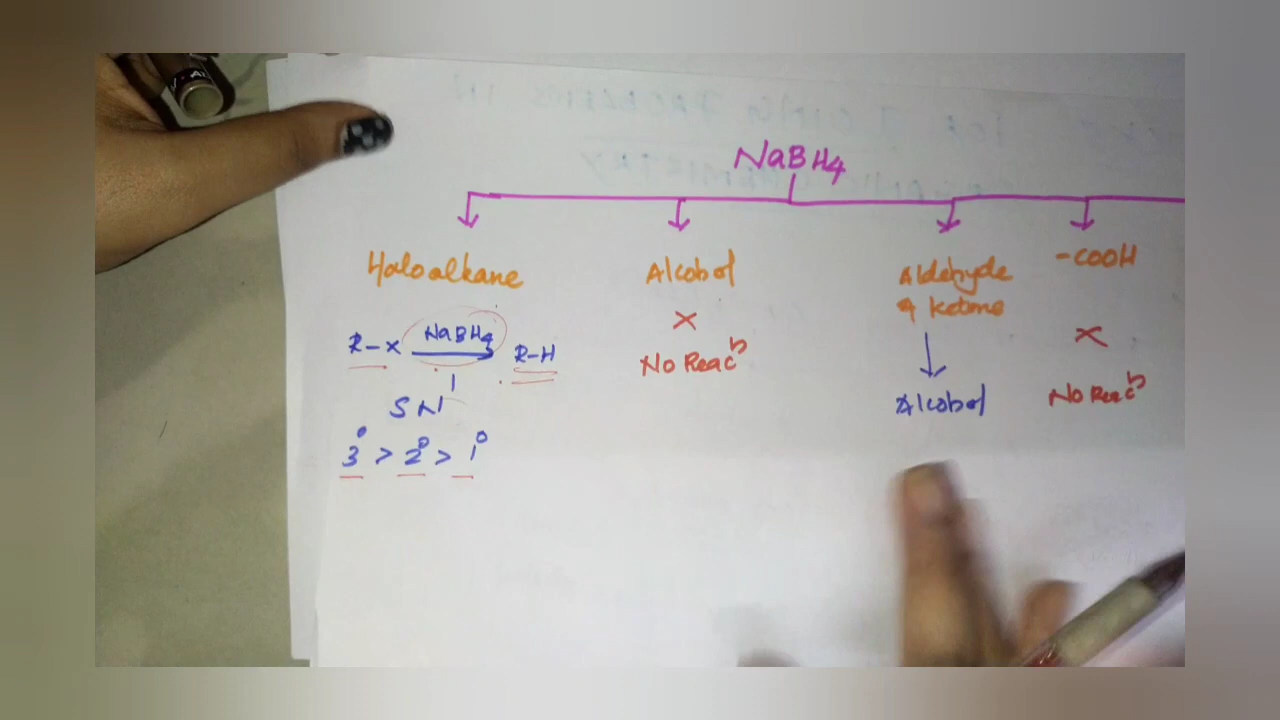 NaBH4
Haloalkane
Alcohol
Aldehyde
& ketone
-COOH
R-X NaBH4 R-H
SN1
3° > 2° > 1°
×
No Reacn
Alcohol
×
No Reacn